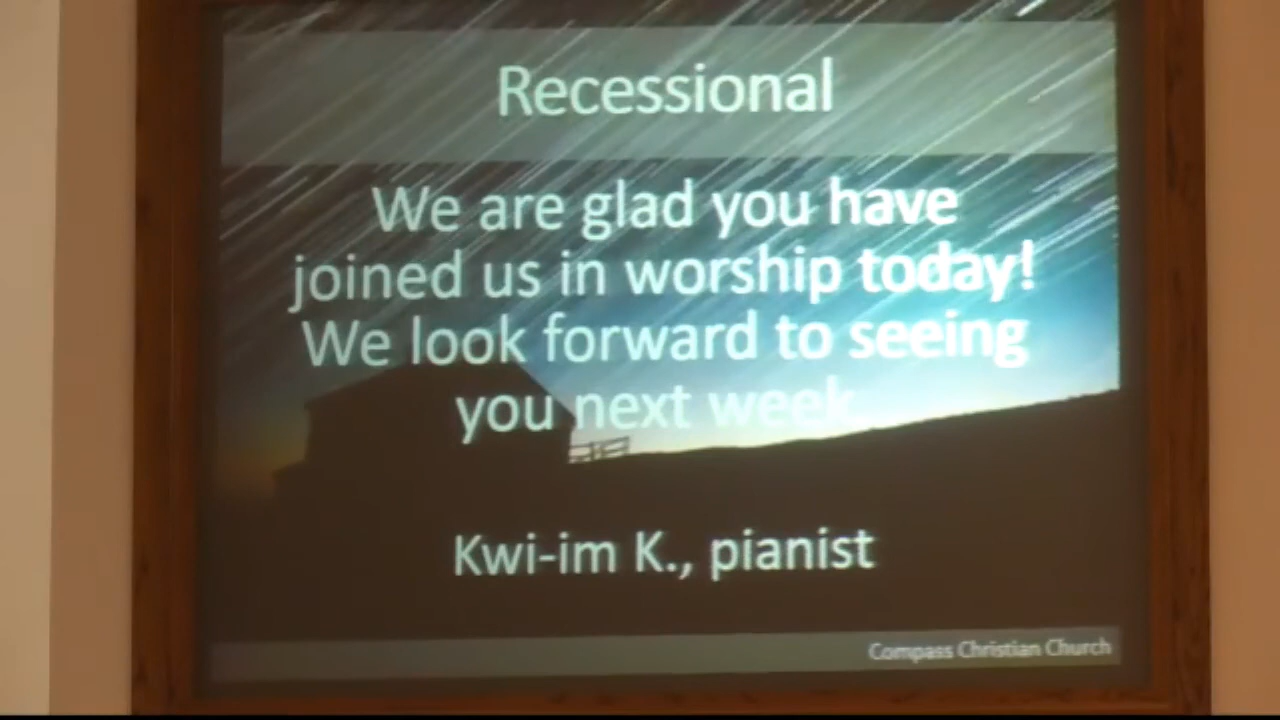 Recessional
We are glad you have
joined us in worship today!
We look forward to seeing
you next week
Kwi-im K., pianist
Compass Christian Church